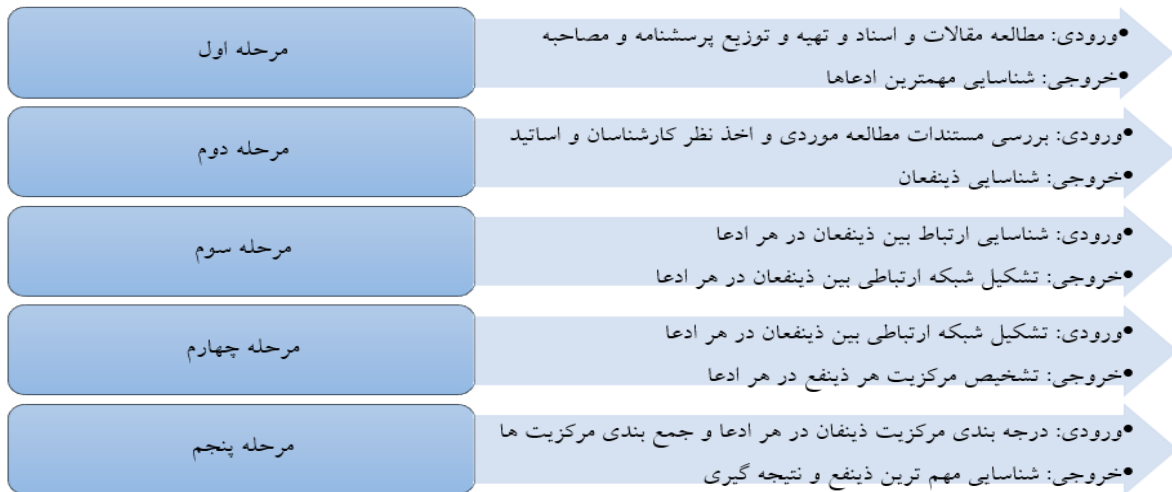 مرحله اول
•ورودی: مطالعه مقالات و اسناد و تهیه و توزیع پرسشنامه و مصاحبه
•خروجی: شناسایی مهمترین ادعاها
مرحله دوم
•ورودی: بررسی مستندات مطالعه موردی و اخذ نظر کارشناسان و اساتید
•خروجی: شناسایی ذینفعان
مرحله سوم
•ورودی: شناسایی ارتباط بین ذینفعان در هر ادعا
•خروجی: تشکیل شبکه ارتباطی بین ذینفعان در هر ادعا
مرحله چهارم
•ورودی: تشکیل شبکه ارتباطی بین ذینفعان در هر ادعا
•خروجی: تشخیص مرکزیت هر ذینفع در هر ادعا
مرحله پنجم
•ورودی: درجه بندی مرکزیت ذینفان در هر ادعا و جمع بندی مرکزیت ها
•خروجی: شناسایی مهم ترین ذینفع و نتیجه گیری